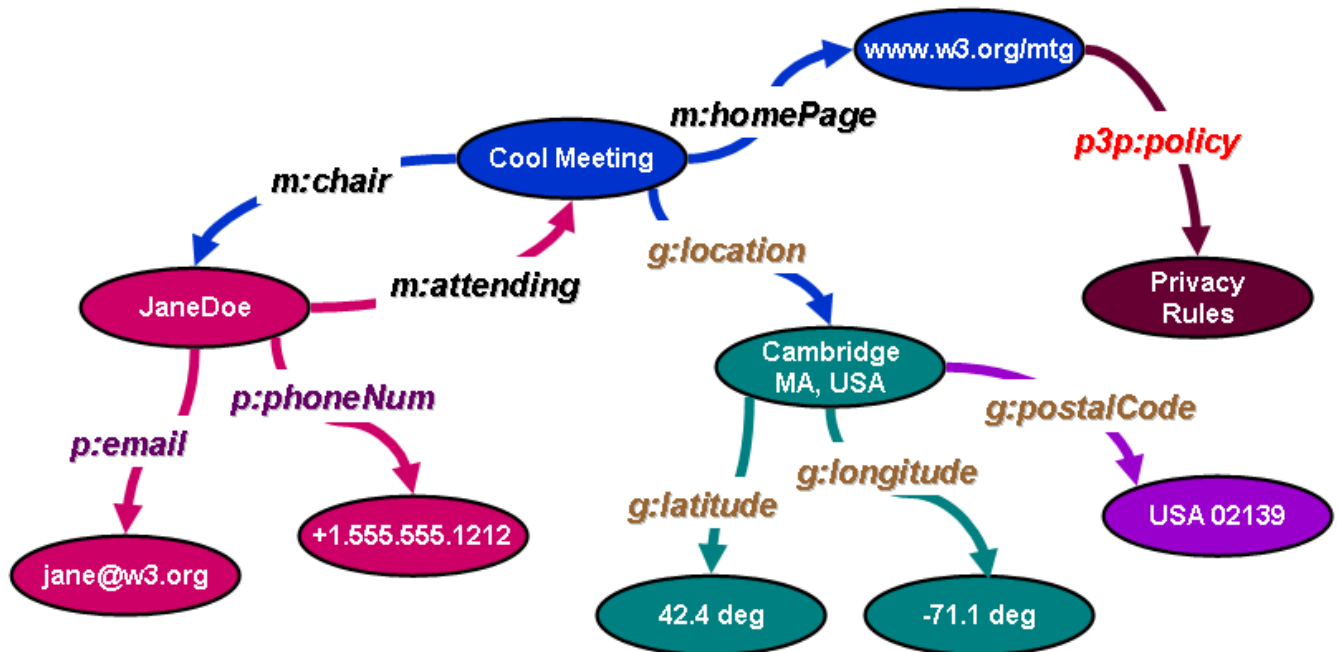 www.w3.org/mtg
m:homePage
Cool Meeting
p3p:policy
m:chair
g:location
m:attending
JaneDoe
Privacy
Rules
Cambridge
MA, USA
p:phoneNum
g:postalCode
p:email
g:longitude
g:latitude
USA 02139
+1.555.555.1212
jane@w3.org
42.4 deg
-71.1 deg